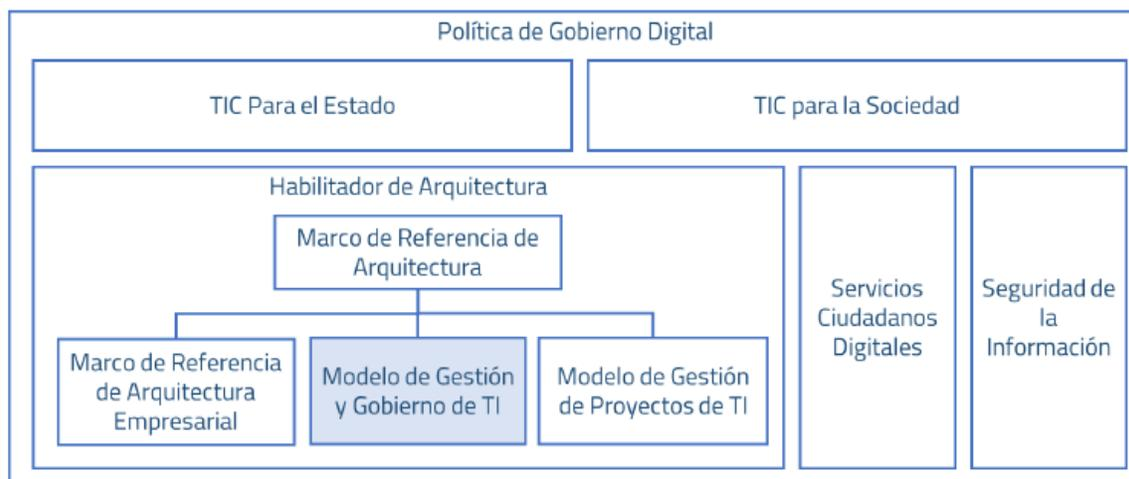 Política de Gobierno Digital
TIC Para el Estado
TIC para la Sociedad
Habilitador de Arquitectura
Marco de Referencia de
Arquitectura
Marco de Referencia
de Arquitectura
Empresarial
Modelo de Gestión
y Gobierno de TI
Modelo de Gestión
de Proyectos de TI
Servicios
Ciudadanos
Digitales
Seguridad de
la
Información